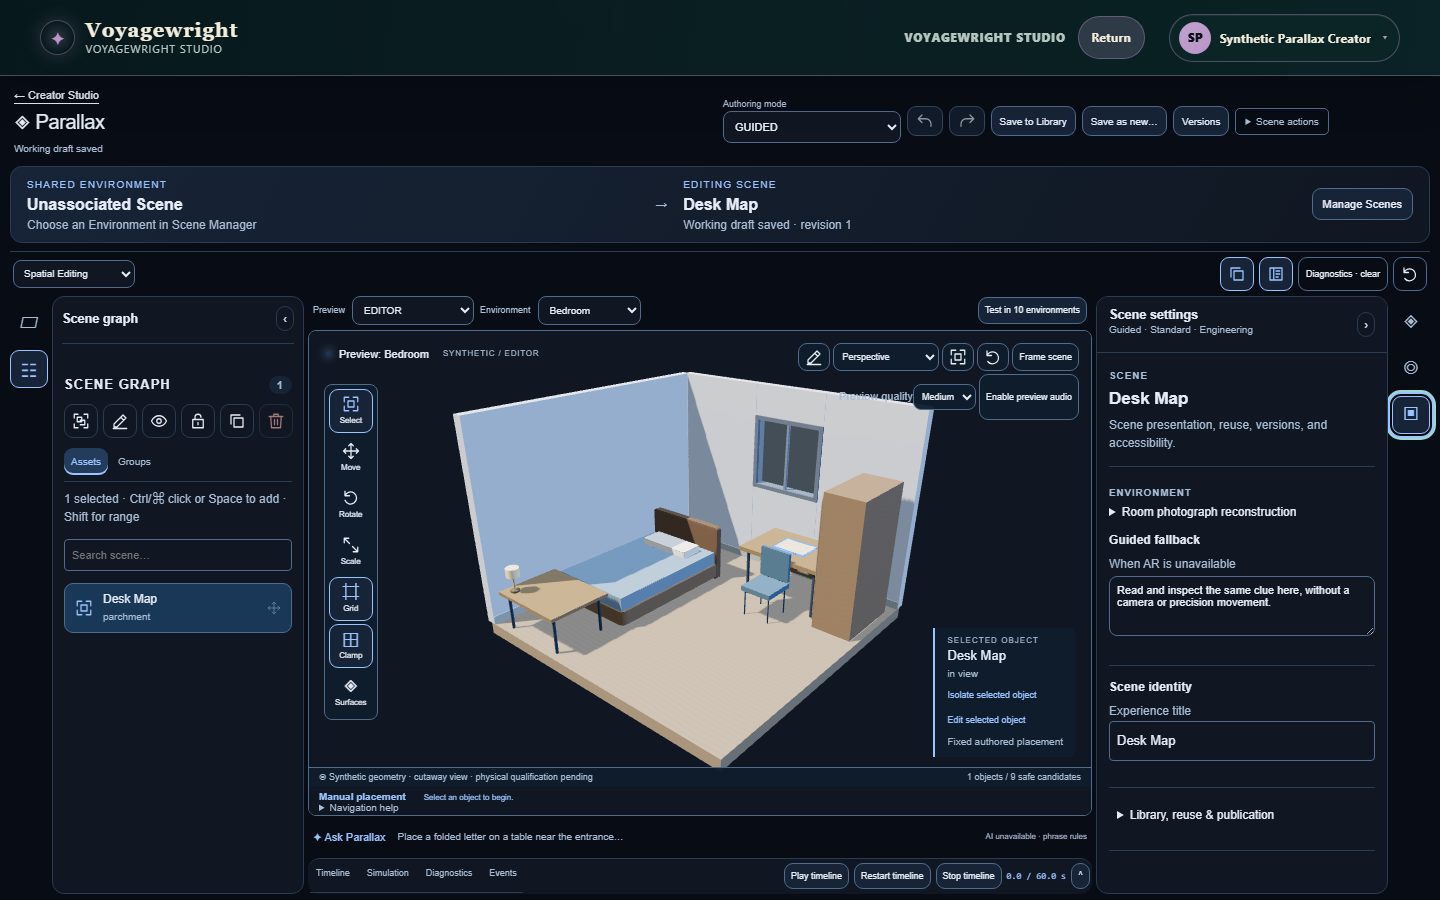 Voyagewright
VOYAGEWRIGHT STUDIO
VOYAGEWRIGHT STUDIO
Return
SP
Synthetic Parallax Creator
← Creator Studio
Parallax
Working draft saved
Authoring mode
GUIDED
Save to Library
Save as new...
Versions
Scene actions
SHARED ENVIRONMENT
Unassociated Scene
Choose an Environment in Scene Manager
→
EDITING SCENE
Desk Map
Working draft saved · revision 1
Manage Scenes
Spatial Editing
Diagnostics · clear
Scene graph
SCENE GRAPH
1
Assets
Groups
1 selected · Ctrl/⌘ click or Space to add ·
Shift for range
Search scene...
Desk Map
parchment
Preview
EDITOR
Environment
Bedroom
Test in 10 environments
Preview: Bedroom
SYNTHETIC / EDITOR
Perspective
Frame scene
Preview quality
Medium
Enable preview audio
Select
Move
Rotate
Scale
Grid
Clamp
Surfaces
SELECTED OBJECT
Desk Map
in view
Isolate selected object
Edit selected object
Fixed authored placement
Synthetic geometry · cutaway view · physical qualification pending
1 objects / 9 safe candidates
Manual placement
Select an object to begin.
Navigation help
Ask Parallax
Place a folded letter on a table near the entrance...
AI unavailable · phrase rules
Timeline
Simulation
Diagnostics
Events
Play timeline
Restart timeline
Stop timeline
0.0 / 60.0 s
Scene settings
Guided · Standard · Engineering
SCENE
Desk Map
Scene presentation, reuse, versions, and
accessibility.
ENVIRONMENT
Room photograph reconstruction
Guided fallback
When AR is unavailable
Read and inspect the same clue here, without a
camera or precision movement.
Scene identity
Experience title
Desk Map
Library, reuse & publication